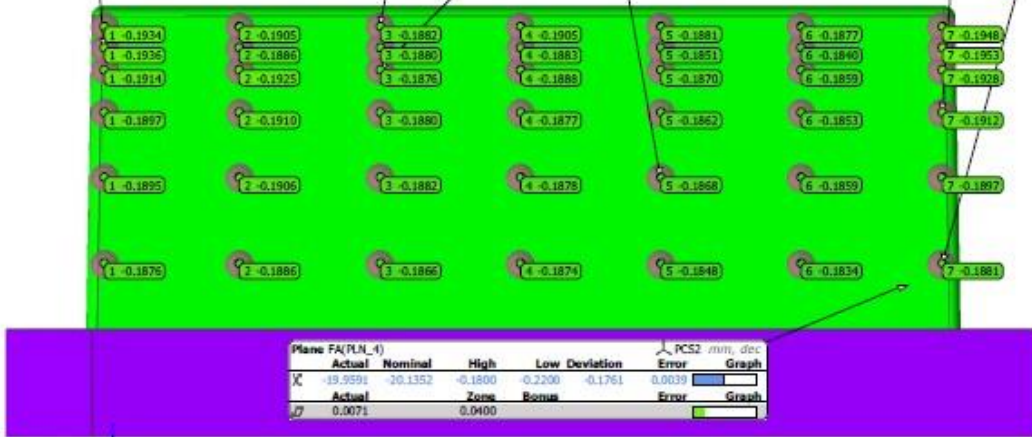 1 -0.1934 2 -0.1905 3 -0.1882 4 -0.1905 5 -0.1881 6 -0.1877 7 -0.1948
1 -0.1936 2 -0.1886 3 -0.1880 4 -0.1883 5 -0.1851 6 -0.1840 7 -0.1953
1 -0.1914 2 -0.1925 3 -0.1876 4 -0.1888 5 -0.1870 6 -0.1859 7 -0.1928
1 -0.1897 2 -0.1910 3 -0.1880 4 -0.1877 5 -0.1862 6 -0.1853 7 -0.1912
1 -0.1895 2 -0.1906 3 -0.1882 4 -0.1878 5 -0.1868 6 -0.1859 7 -0.1897
1 -0.1876 2 -0.1886 3 -0.1866 4 -0.1874 5 -0.1848 6 -0.1834 7 -0.1881
Plane FA(PLN_4) PCS2 mm, dec
Actual Nominal High Low Deviation Error Graph
X -19.9591 -20.1352 -0.1800 -0.2200 -0.1761 0.0039
Actual Zone Bonus Error Graph
0.0071 0.0400